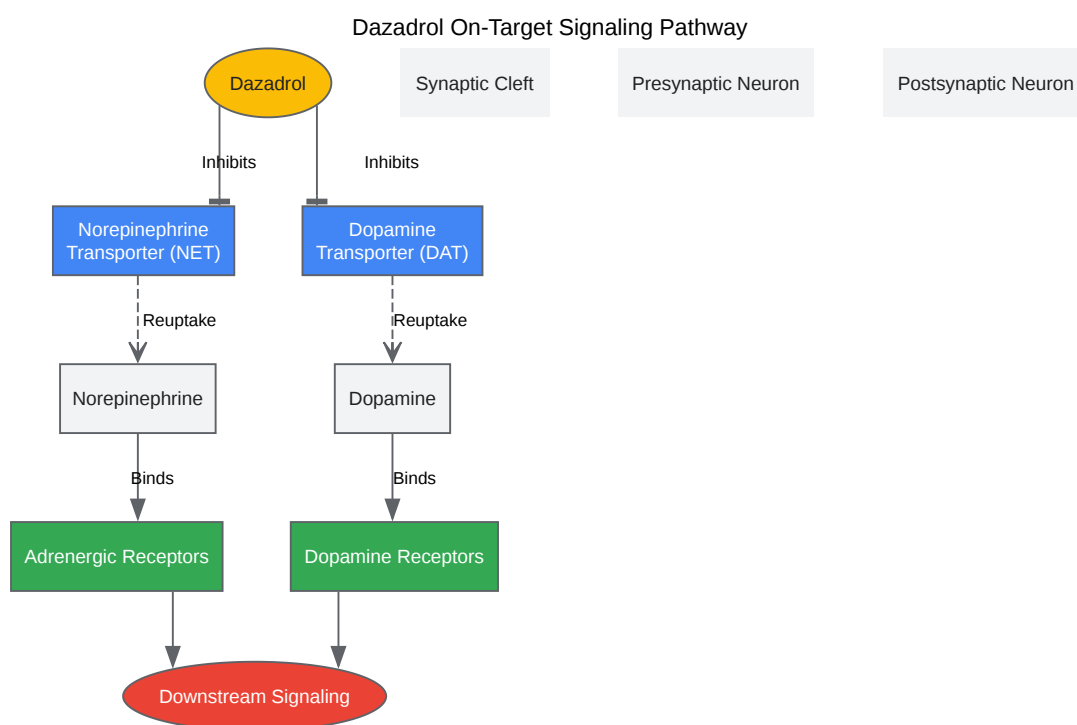 Dazadrol On-Target Signaling Pathway
Dazadrol
Synaptic Cleft
Presynaptic Neuron
Postsynaptic Neuron
Inhibits
Inhibits
Norepinephrine
Transporter (NET)
Dopamine
Transporter (DAT)
Reuptake
Reuptake
Norepinephrine
Dopamine
Binds
Binds
Adrenergic Receptors
Dopamine Receptors
Downstream Signaling